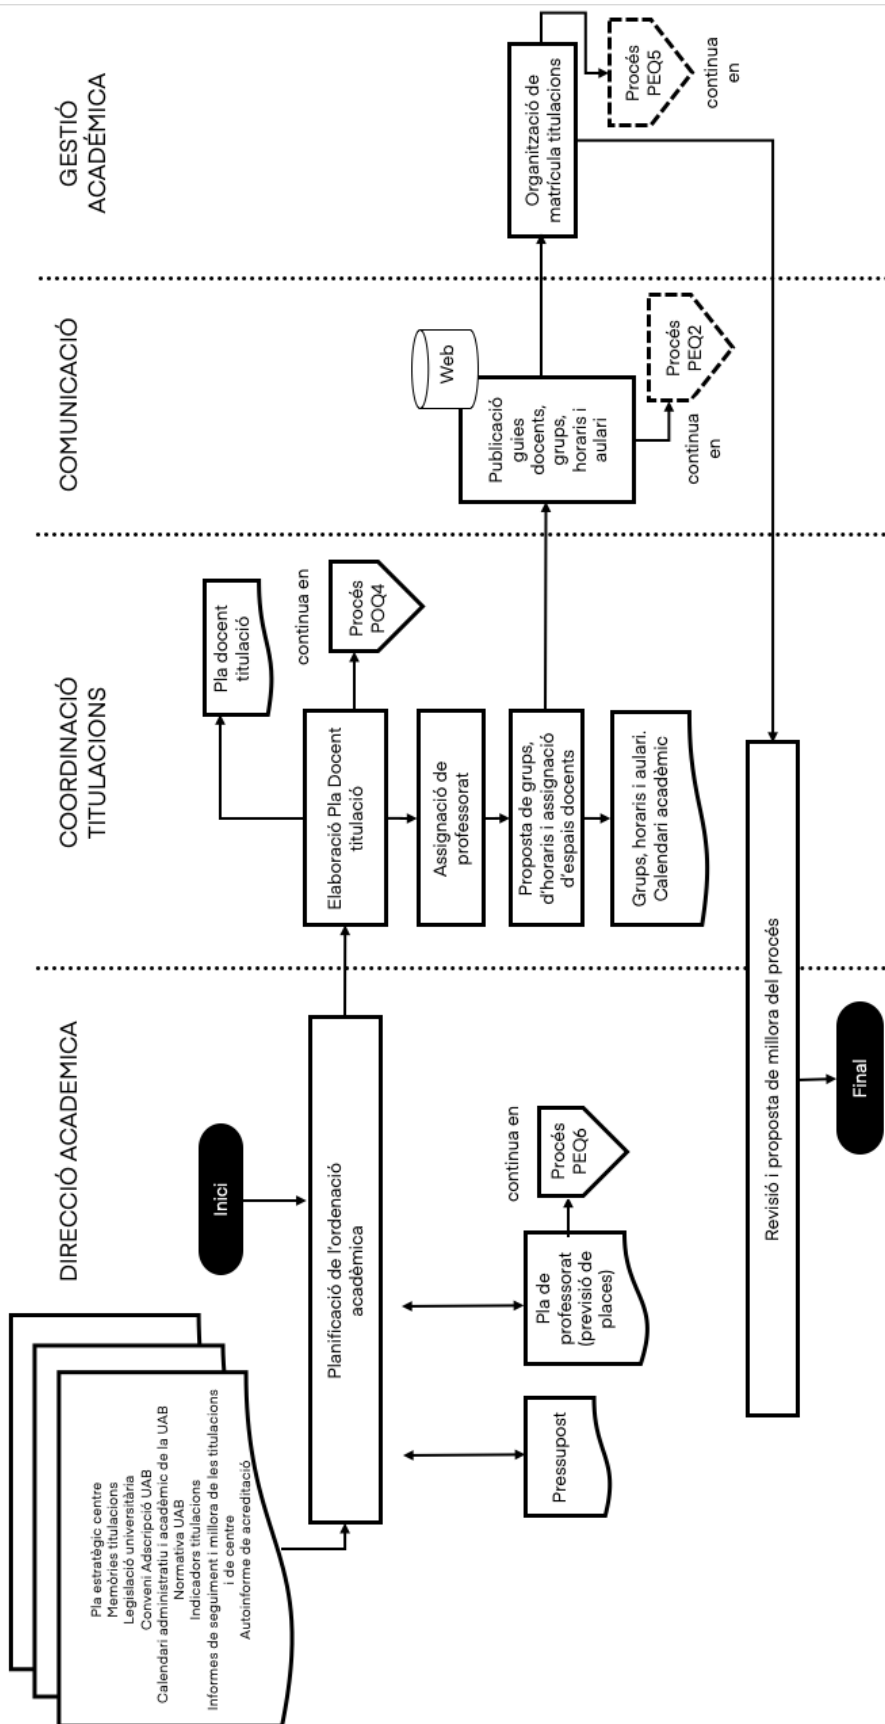 DIRECCIÓ ACADEMICA
COORDINACIÓ
TITULACIONS
COMUNICACIÓ
GESTIÓ
ACADÉMICA
Pla estratègic centre
Memòries titulacions
Legislació universitària
Conveni Adscripció UAB
Calendari administratiu i acadèmic de la UAB
Normativa UAB
Indicadors titulacions
Informes de seguiment i millora de les titulacions
i de centre
Autoinforme de acreditació
Inici
Planificació de l'ordenació
acadèmica
Pressupost
Pla de
professorat
(previsió de
places)
continua en
Procés
PEQ6
Pla docent
titulació
Elaboració Pla Docent
titulació
continua en
Procés
POQ4
Assignació de
professorat
Proposta de grups,
d'horaris i assignació
d'espais docents
Grups, horaris i aulari.
Calendari acadèmic
Web
Publicació
guies
docents,
grups,
horaris i
aulari
continua
en
Procés
PEQ2
Organització de
matrícula titulacions
Procés
PEQ5
continua
en
Revisió i proposta de millora del procés
Final